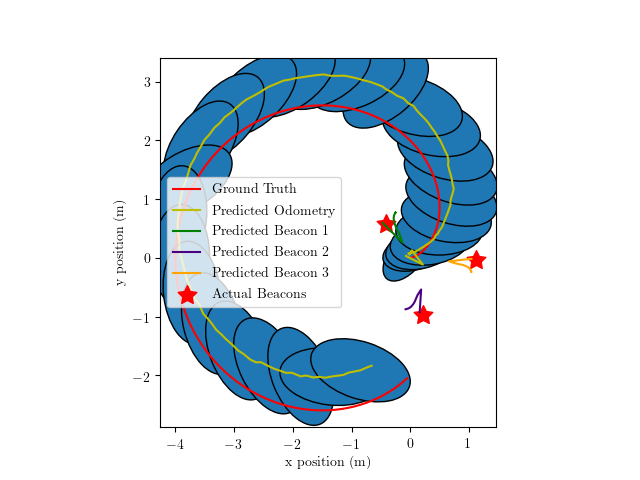 3
2
1
0
−1
−2
y position (m)
Ground Truth
Predicted Odometry
Predicted Beacon 1
Predicted Beacon 2
Predicted Beacon 3
Actual Beacons
−4 −3 −2 −1 0 1
x position (m)